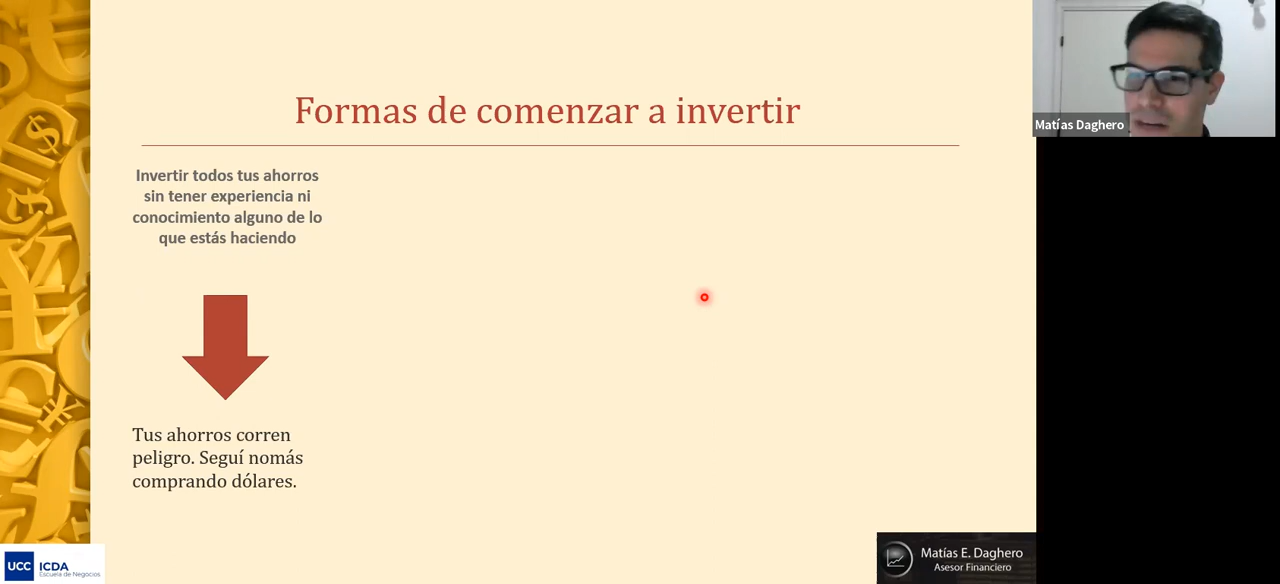 Formas de comenzar a invertir
Invertir todos tus ahorros
sin tener experiencia ni
conocimiento alguno de lo
que estás haciendo
Tus ahorros corren
peligro. Seguí nomás
comprando dólares.
Matías Daghero
UCC ICDA
Escuela de Negocios
Matías E. Daghero
Asesor Financiero